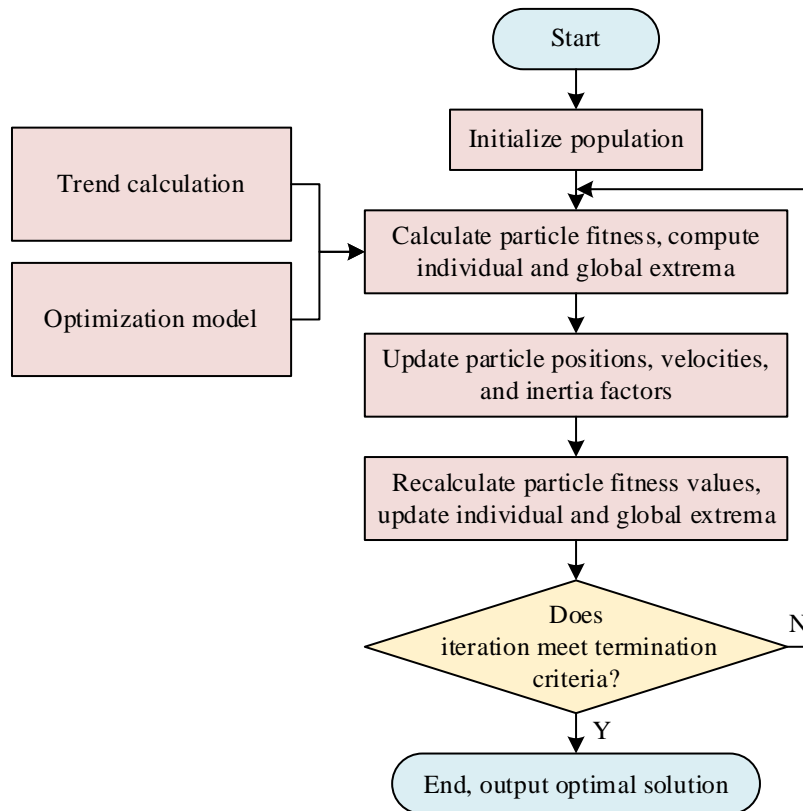 Start
Initialize population
Trend calculation
Calculate particle fitness, compute
individual and global extrema
Optimization model
Update particle positions, velocities,
and inertia factors
Recalculate particle fitness values,
update individual and global extrema
Does
iteration meet termination
criteria?
N
Y
End, output optimal solution